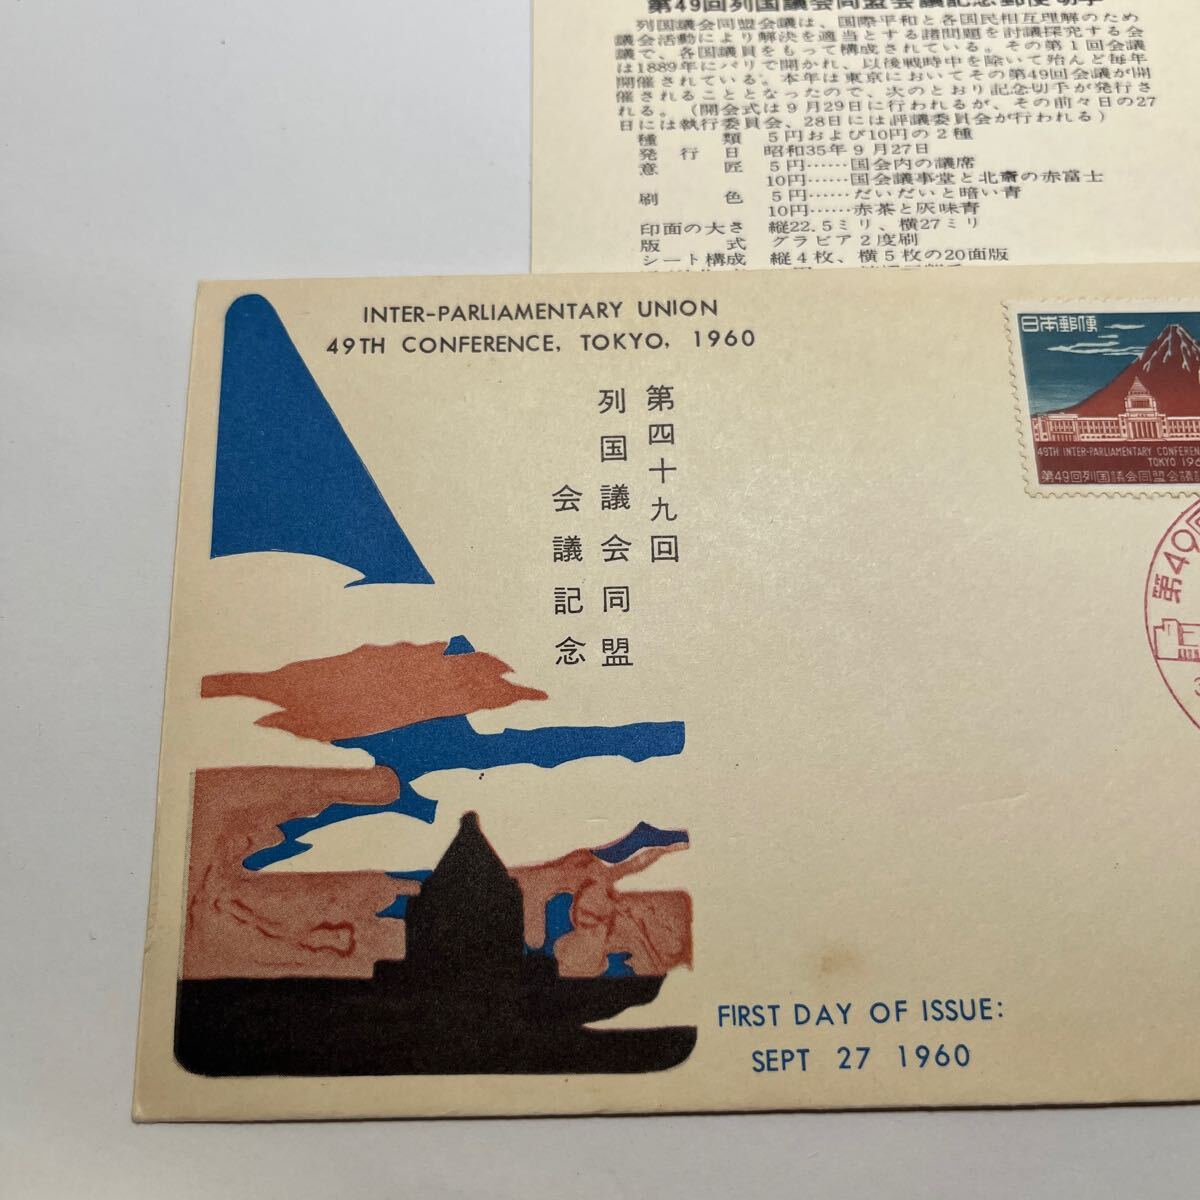 第49回列国議会同盟会議記念郵便切手
列国議会同盟会議は、国際平和と各国民相互理解のため
議会活動により解決を適当とする諸問題を討議探究する会
議で、各国議員をもって構成されている。その第1回会議
は1889年にパリで開かれ、以後戦時中を除いて殆んど毎年
開催されている。本年は東京においてその第49回会議が開
催されることとなったので、次のとおり記念切手が発行さ
れる。(開会式は9月29日に行われるが、その前々日の27
日には執行委員会、28日には評議委員会が行われる)
種類 5円および10円の2種
発行日 昭和35年9月27日
意匠 5円……国会内の議席
10円……国会議事堂と北斎の赤富士
刷色 5円……だいだいと暗い青
10円……赤茶と灰味青
印面の大きさ 縦22.5ミリ、横27ミリ
版式 グラビア2度刷
シート構成 縦4枚、横5枚の20面版
INTER-PARLIAMENTARY UNION
49TH CONFERENCE, TOKYO, 1960
第四十九回
列国議会同盟
会議記念
日本郵便
49TH INTER-PARLIAMENTARY
TOKYO
第49回列国議会同盟会議
第49回
FIRST DAY OF ISSUE:
SEPT 27 1960